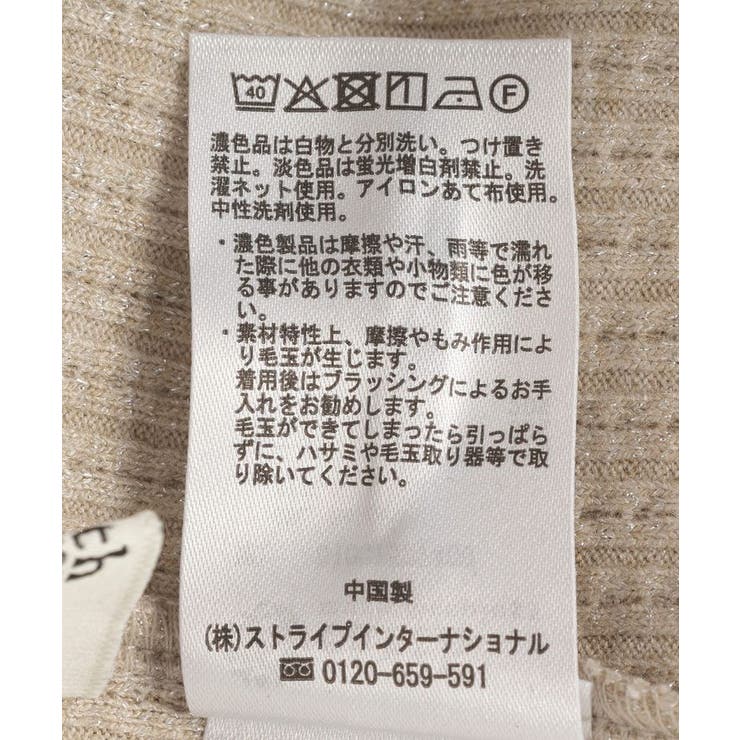 40 F
濃色品は白物と分別洗い。つけ置き
禁止。淡色品は蛍光増白剤禁止。洗
濯ネット使用。アイロンあて布使用。
中性洗剤使用。
・濃色製品は摩擦や汗、雨等で濡れ
た際に他の衣類や小物類に色が移
る事がありますのでご注意くださ
い。
・素材特性上、摩擦やもみ作用によ
り毛玉が生じます。
着用後はブラッシングによるお手
入れをお勧めします。
毛玉ができてしまったら引っぱら
ずに、ハサミや毛玉取り器等で取
り除いてください。
中国製
(株)ストライプインターナショナル
0120-659-591